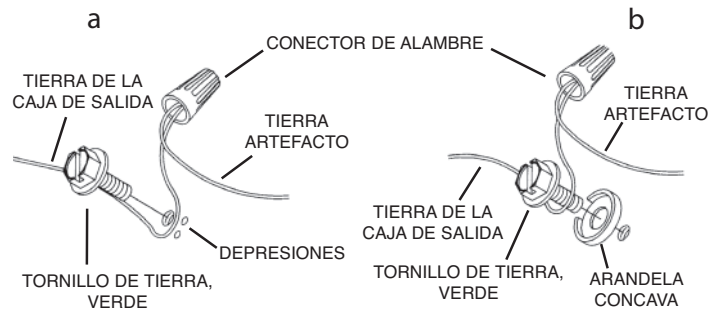 a
b
CONECTOR DE ALAMBRE
TIERRA DE LA
CAJA DE SALIDA
TIERRA
ARTEFACTO
DEPRESIONES
TORNILLO DE TIERRA,
VERDE
TIERRA
ARTEFACTO
TIERRA DE LA
CAJA DE SALIDA
TORNILLO DE TIERRA,
VERDE
ARANDELA
CONCAVA